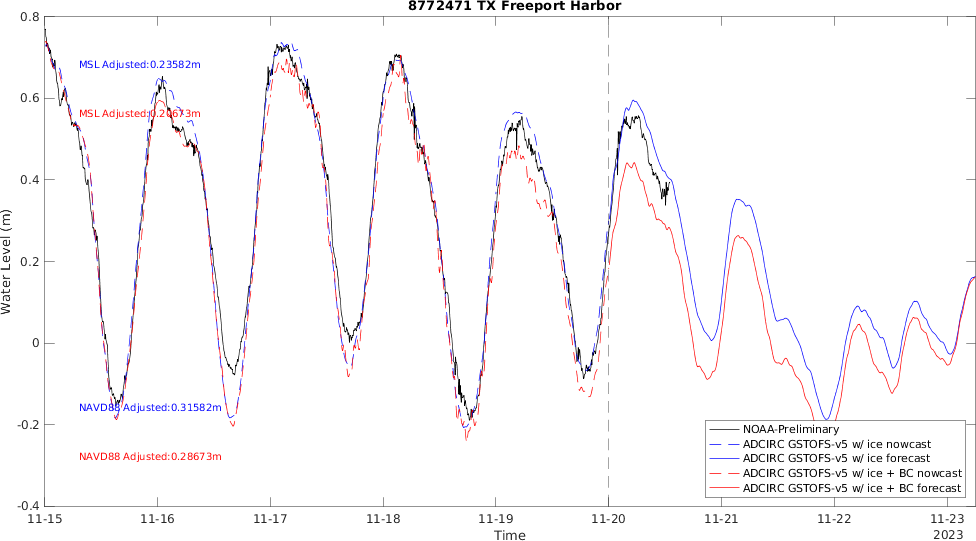 8772471 TX Freeport Harbor
0.8
0.6
0.4
0.2
0
-0.2
-0.4
Water Level (m)
MSL Adjusted:0.23582m
MSL Adjusted:0.20673m
NAVD88 Adjusted:0.31582m
NAVD88 Adjusted:0.28673m
NOAA-Preliminary
ADCIRC GSTOFS-v5 w/ ice nowcast
ADCIRC GSTOFS-v5 w/ ice forecast
ADCIRC GSTOFS-v5 w/ ice + BC nowcast
ADCIRC GSTOFS-v5 w/ ice + BC forecast
11-15 11-16 11-17 11-18 11-19 11-20 11-21 11-22 11-23
Time 2023